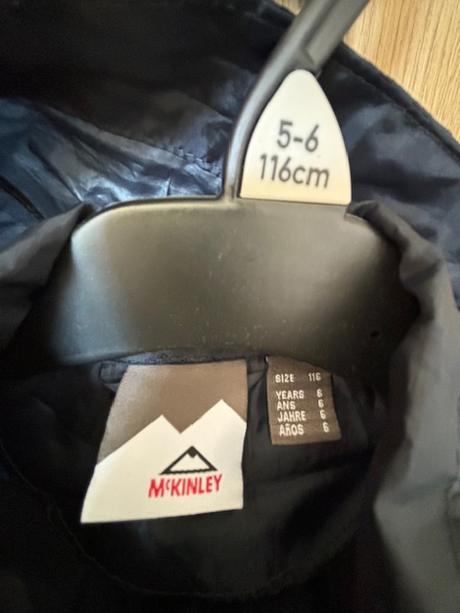 5-6
116cm
SIZE 116
YEARS 6
ANS 6
JAHRE 6
AÑOS 6
McKINLEY